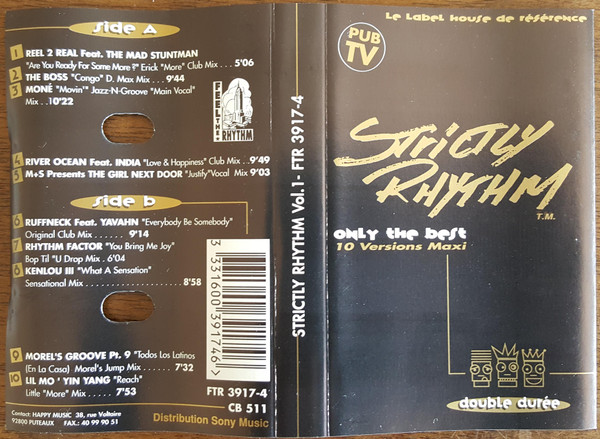 side A
1 REEL 2 REAL Feat. THE MAD STUNTMAN
"Are You Ready For Some More ?" Erick "More" Club Mix . . . 5'06
2 THE BOSS "Congo" D. Max Mix . . . 9'44
3 MONÉ "Movin'" Jazz-N-Groove "Main Vocal"
Mix . . 10'22
FEEL THE RHYTHM
4 RIVER OCEAN Feat. INDIA "Love & Happiness" Club Mix . . 9'49
5 M+S Presents THE GIRL NEXT DOOR "Justify"Vocal Mix 9'03
side b
6 RUFFNECK Feat. YAVAHN "Everybody Be Somebody"
Original Club Mix . . . . . . 9'14
7 RHYTHM FACTOR "You Bring Me Joy"
Bop Til "U Drop Mix . 6'04
8 KENLOU III "What A Sensation"
Sensational Mix . . . . . . . . . . . . . . . . . . . 8'58
9 MOREL'S GROOVE Pt. 9 "Todos Los Latinos
(En La Casa) Morel's Jump Mix . . . . . . 7'32
10 LIL MO ' YIN YANG "Reach"
Little "More" Mix . . . . . 7'53
Contact: HAPPY MUSIC 38, rue Voltaire
92800 PUTEAUX FAX.: 40 99 90 51
3 331600 391746
FTR 3917-4
CB 511
Distribution Sony Music
STRICTLY RHYTHM Vol.1- FTR 3917-4
Le Label House de référence
PUB
TV
STRICTLY
RHYTHM
T.M.
only the best
10 Versions Maxi
double durée